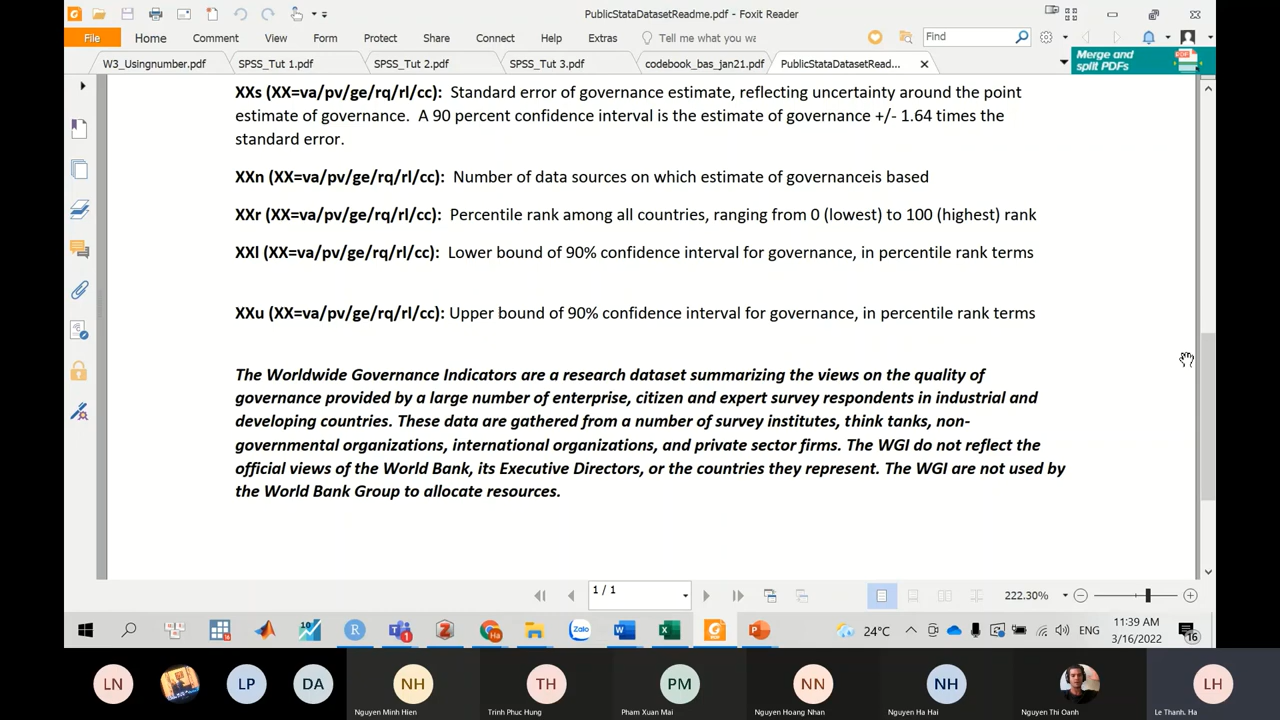 PublicStataDatasetReadme.pdf - Foxit Reader
File Home Comment View Form Protect Share Connect Help Extras Tell me what you wa Find
W3_Usingnumber.pdf SPSS_Tut 1.pdf SPSS_Tut 2.pdf SPSS_Tut 3.pdf codebook_bas_jan21.pdf PublicStataDatasetRead...
Merge and
split PDFs
XXs (XX=va/pv/ge/rq/rl/cc): Standard error of governance estimate, reflecting uncertainty around the point
estimate of governance. A 90 percent confidence interval is the estimate of governance +/- 1.64 times the
standard error.
XXn (XX=va/pv/ge/rq/rl/cc): Number of data sources on which estimate of governanceis based
XXr (XX=va/pv/ge/rq/rl/cc): Percentile rank among all countries, ranging from 0 (lowest) to 100 (highest) rank
XXl (XX=va/pv/ge/rq/rl/cc): Lower bound of 90% confidence interval for governance, in percentile rank terms
XXu (XX=va/pv/ge/rq/rl/cc): Upper bound of 90% confidence interval for governance, in percentile rank terms
The Worldwide Governance Indicators are a research dataset summarizing the views on the quality of
governance provided by a large number of enterprise, citizen and expert survey respondents in industrial and
developing countries. These data are gathered from a number of survey institutes, think tanks, non-
governmental organizations, international organizations, and private sector firms. The WGI do not reflect the
official views of the World Bank, its Executive Directors, or the countries they represent. The WGI are not used by
the World Bank Group to allocate resources.
1 / 1
222.30%
24°C
ENG
11:39 AM
3/16/2022
16
LN LP DA NH TH PM NN NH LH
Nguyen Minh Hien Trinh Phuc Hung Pham Xuan Mai Nguyen Hoang Nhan Nguyen Ha Hai Nguyen Thi Oanh Le Thanh. Ha